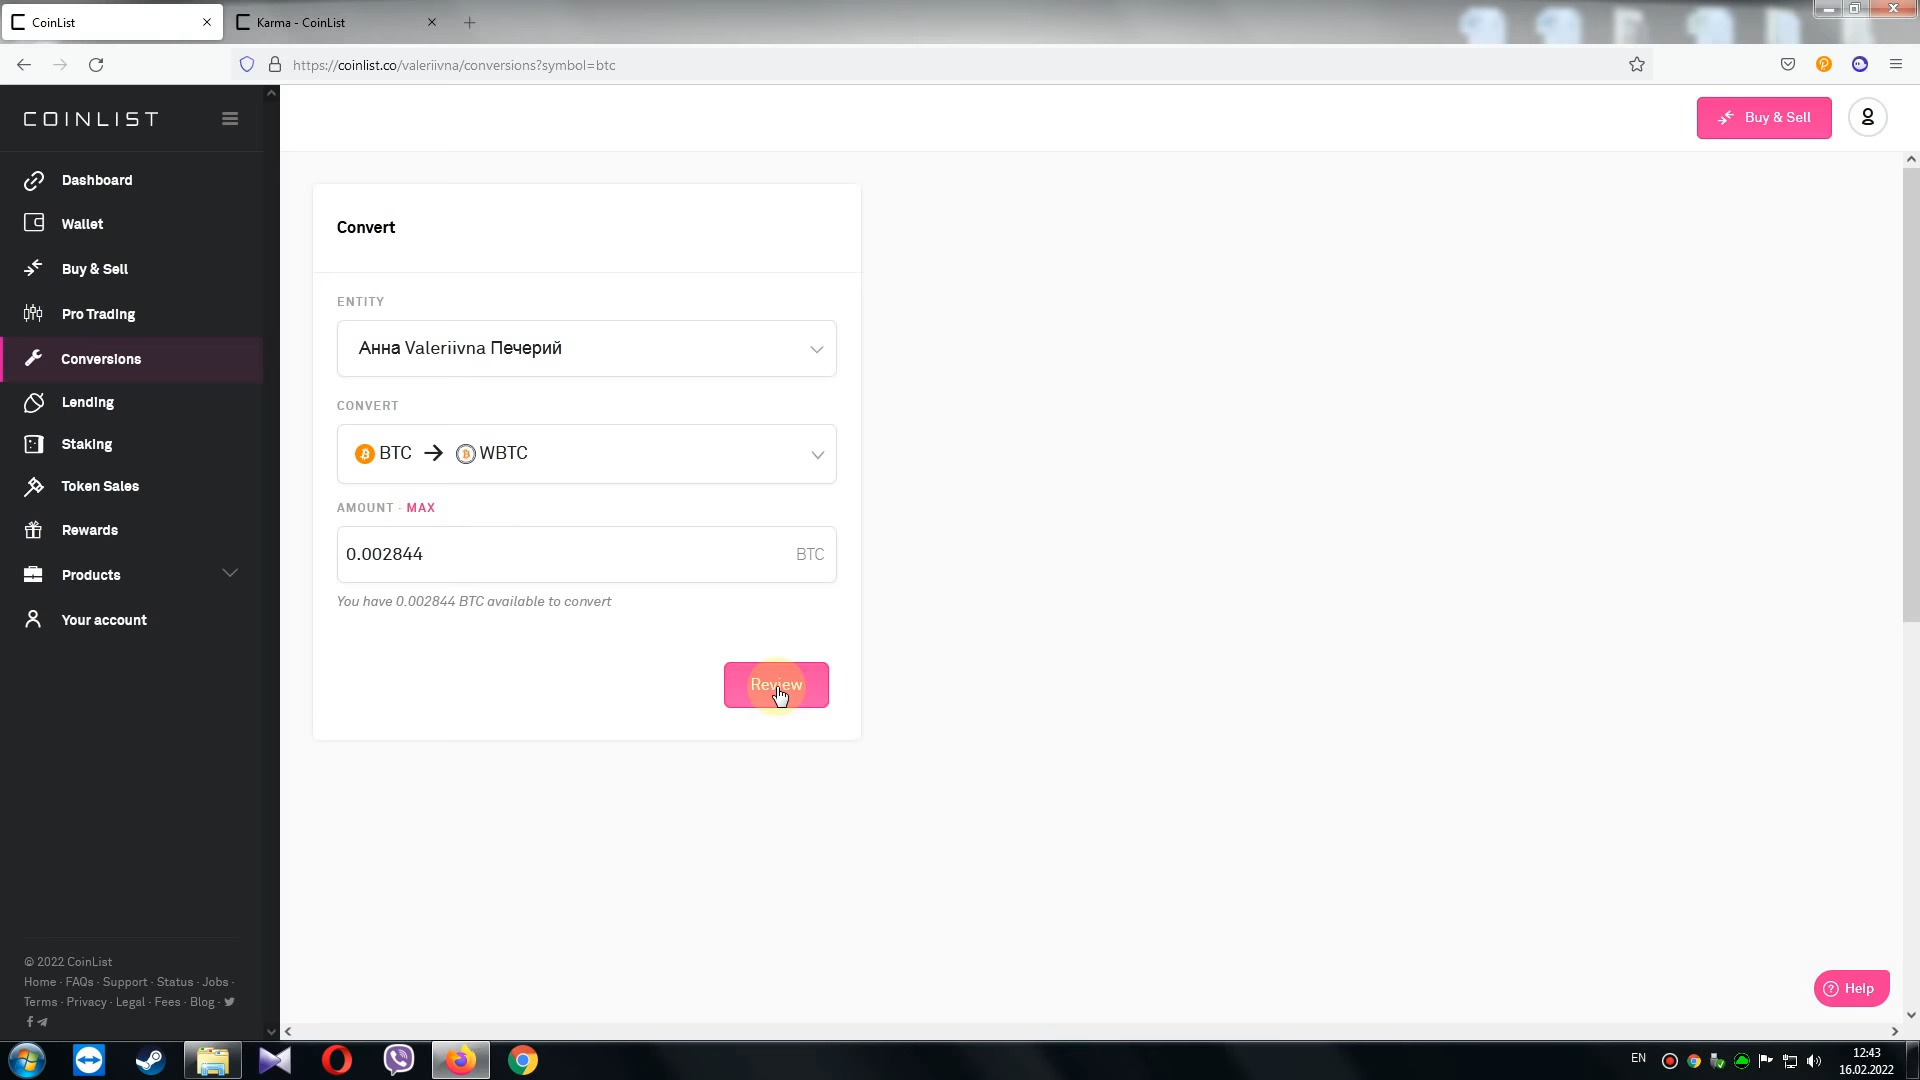 CoinList
Karma - CoinList
https://coinlist.co/valeriivna/conversions?symbol=btc
COINLIST
Buy & Sell
Dashboard
Wallet
Buy & Sell
Pro Trading
Conversions
Lending
Staking
Token Sales
Rewards
Products
Your account
Convert
ENTITY
Анна Valeriivna Печерий
CONVERT
BTC → WBTC
AMOUNT · MAX
0.002844 BTC
You have 0.002844 BTC available to convert
Review
© 2022 CoinList
Home · FAQs · Support · Status · Jobs ·
Terms · Privacy · Legal · Fees · Blog ·
Help
EN
12:43
16.02.2022